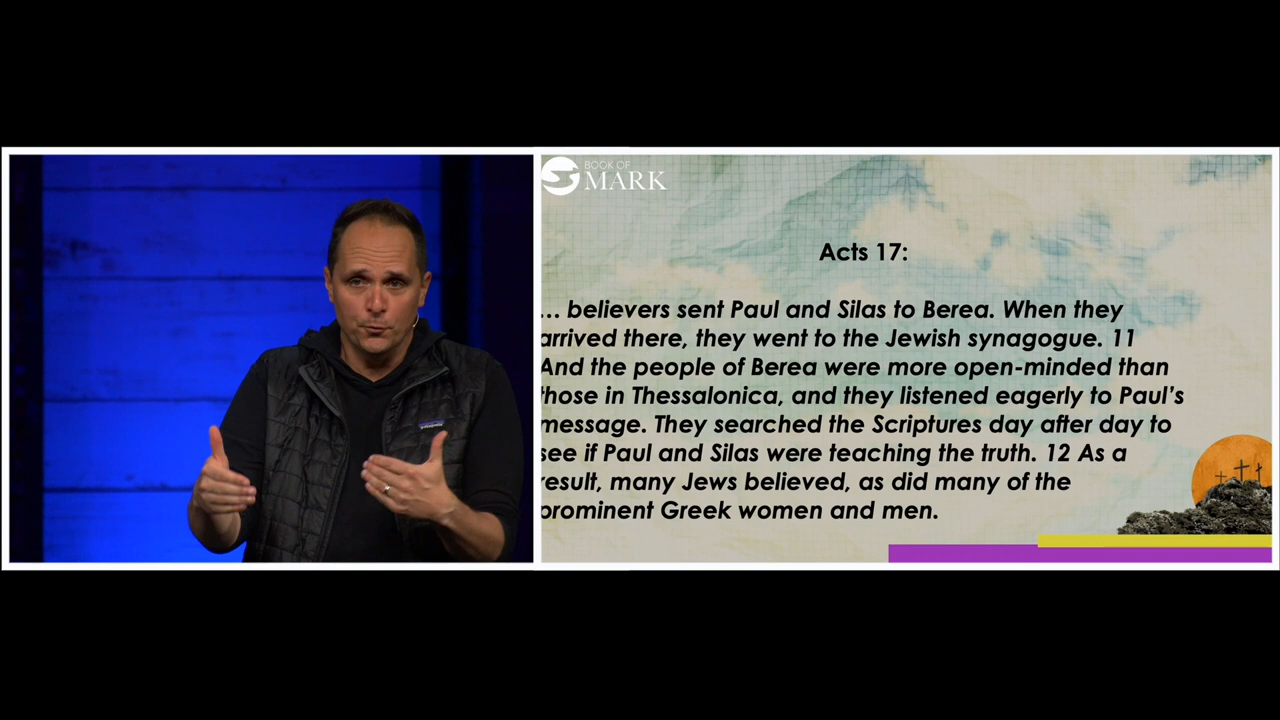 BOOK OF
MARK
Acts 17:
... believers sent Paul and Silas to Berea. When they
arrived there, they went to the Jewish synagogue. 11
And the people of Berea were more open-minded than
those in Thessalonica, and they listened eagerly to Paul's
message. They searched the Scriptures day after day to
see if Paul and Silas were teaching the truth. 12 As a
result, many Jews believed, as did many of the
prominent Greek women and men.